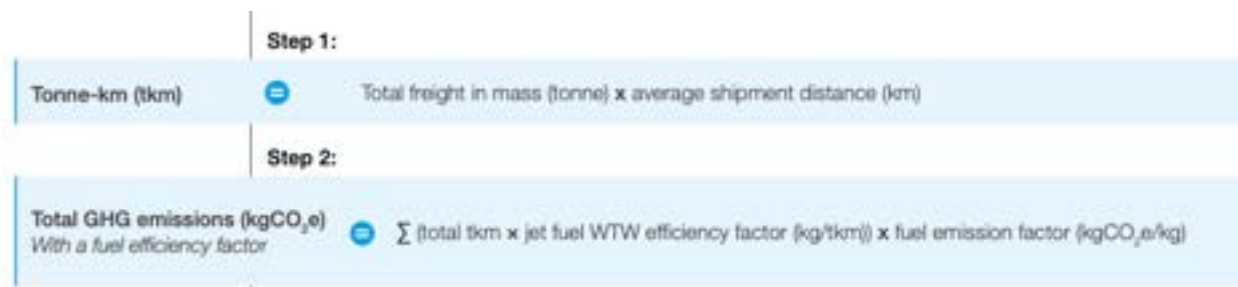 Step 1:
Tonne-km (tkm) = Total freight in mass (tonne) x average shipment distance (km)
Step 2:
Total GHG emissions (kgCO₂e)
With a fuel efficiency factor
= ∑ (total tkm x jet fuel WTW efficiency factor (kg/tkm)) x fuel emission factor (kgCO₂e/kg)